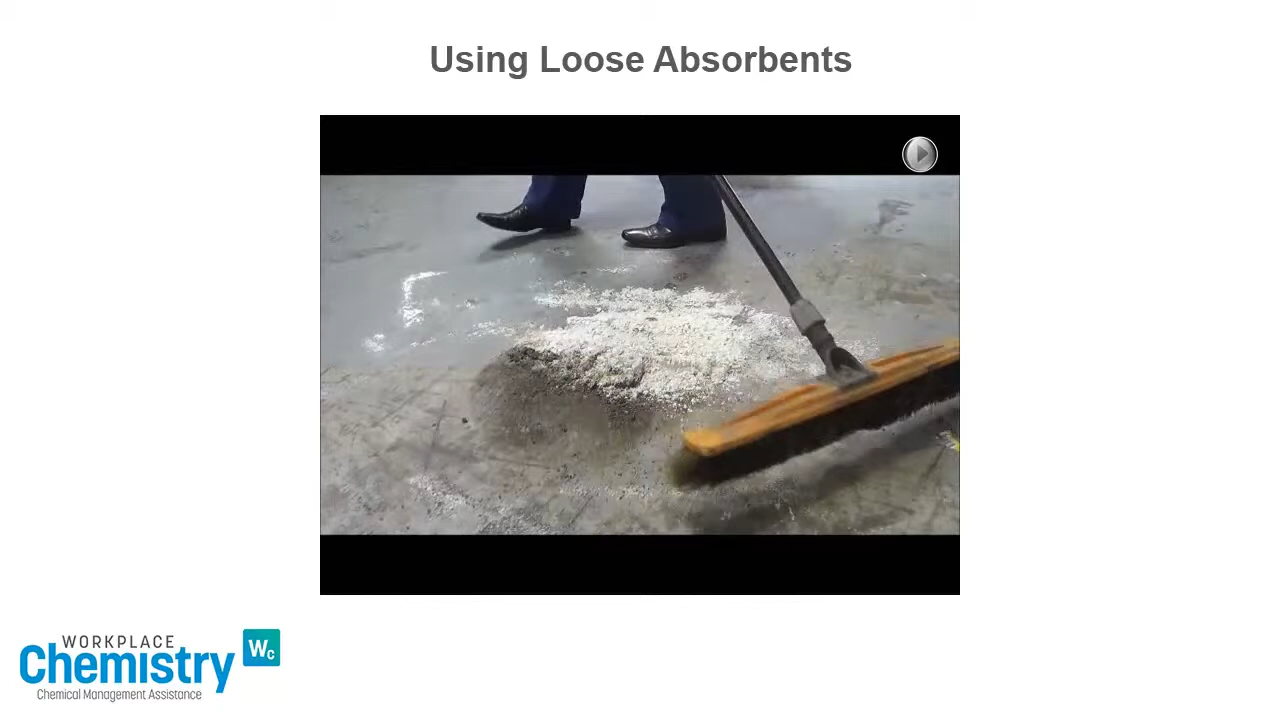 Using Loose Absorbents
WORKPLACE
Chemistry
Wc
Chemical Management Assistance